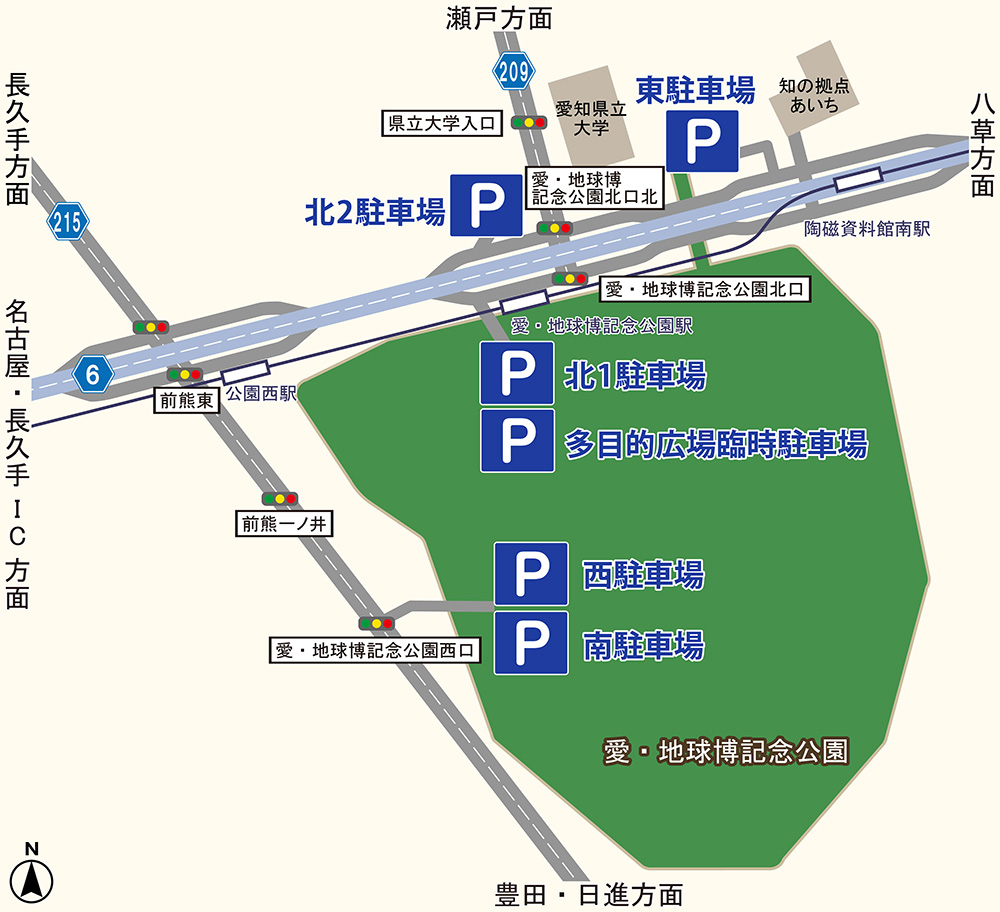 瀬戸方面
209
長久手方面
県立大学入口
愛知県立
大学
東駐車場
P
知の拠点
あいち
八草方面
215
北2駐車場
P
愛・地球博
記念公園北口北
陶磁資料館南駅
愛・地球博記念公園北口
愛・地球博記念公園駅
名古屋・長久手IC方面
6
前熊東
公園西駅
P
北1駐車場
P
多目的広場臨時駐車場
前熊一ノ井
P
西駐車場
P
南駐車場
愛・地球博記念公園西口
愛・地球博記念公園
N
豊田・日進方面